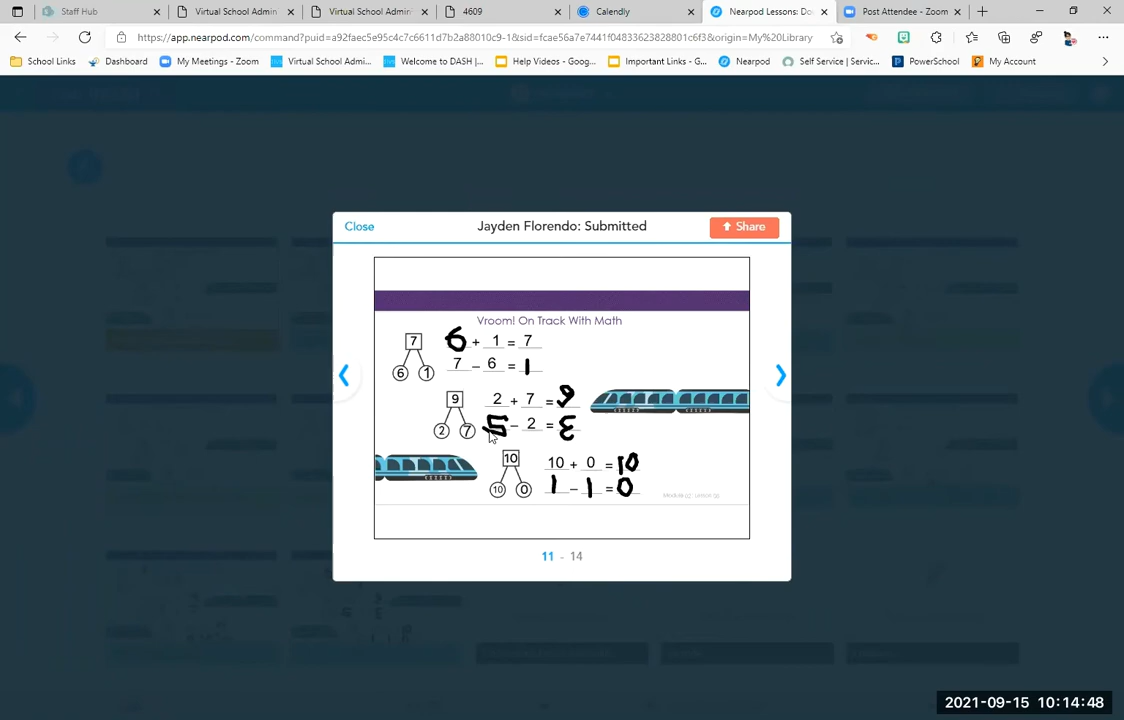 Staff Hub
Virtual School Admin
Virtual School Admin
4609
Calendly
Nearpod Lessons: Do
Post Attendee - Zoom
https://app.nearpod.com/command?puid=a92faec5e95c4c7c6611d7b2a88010c9-1&sid=fcae56a7e7441f04833623828801c6f3&origin=My%20Library
School Links
Dashboard
My Meetings - Zoom
Virtual School Admi...
Welcome to DASH |...
Help Videos - Goog...
Important Links - G...
Nearpod
Self Service | Servic...
PowerSchool
My Account
Close
Jayden Florendo: Submitted
Share
Vroom! On Track With Math
7
6 + 1 = 7
6 1
7 - 6 = 1
9
2 + 7 = 9
2 7
5 - 2 = 3
10
10 + 0 = 10
10 0
1 - 1 = 0
11 - 14
2021-09-15 10:14:48